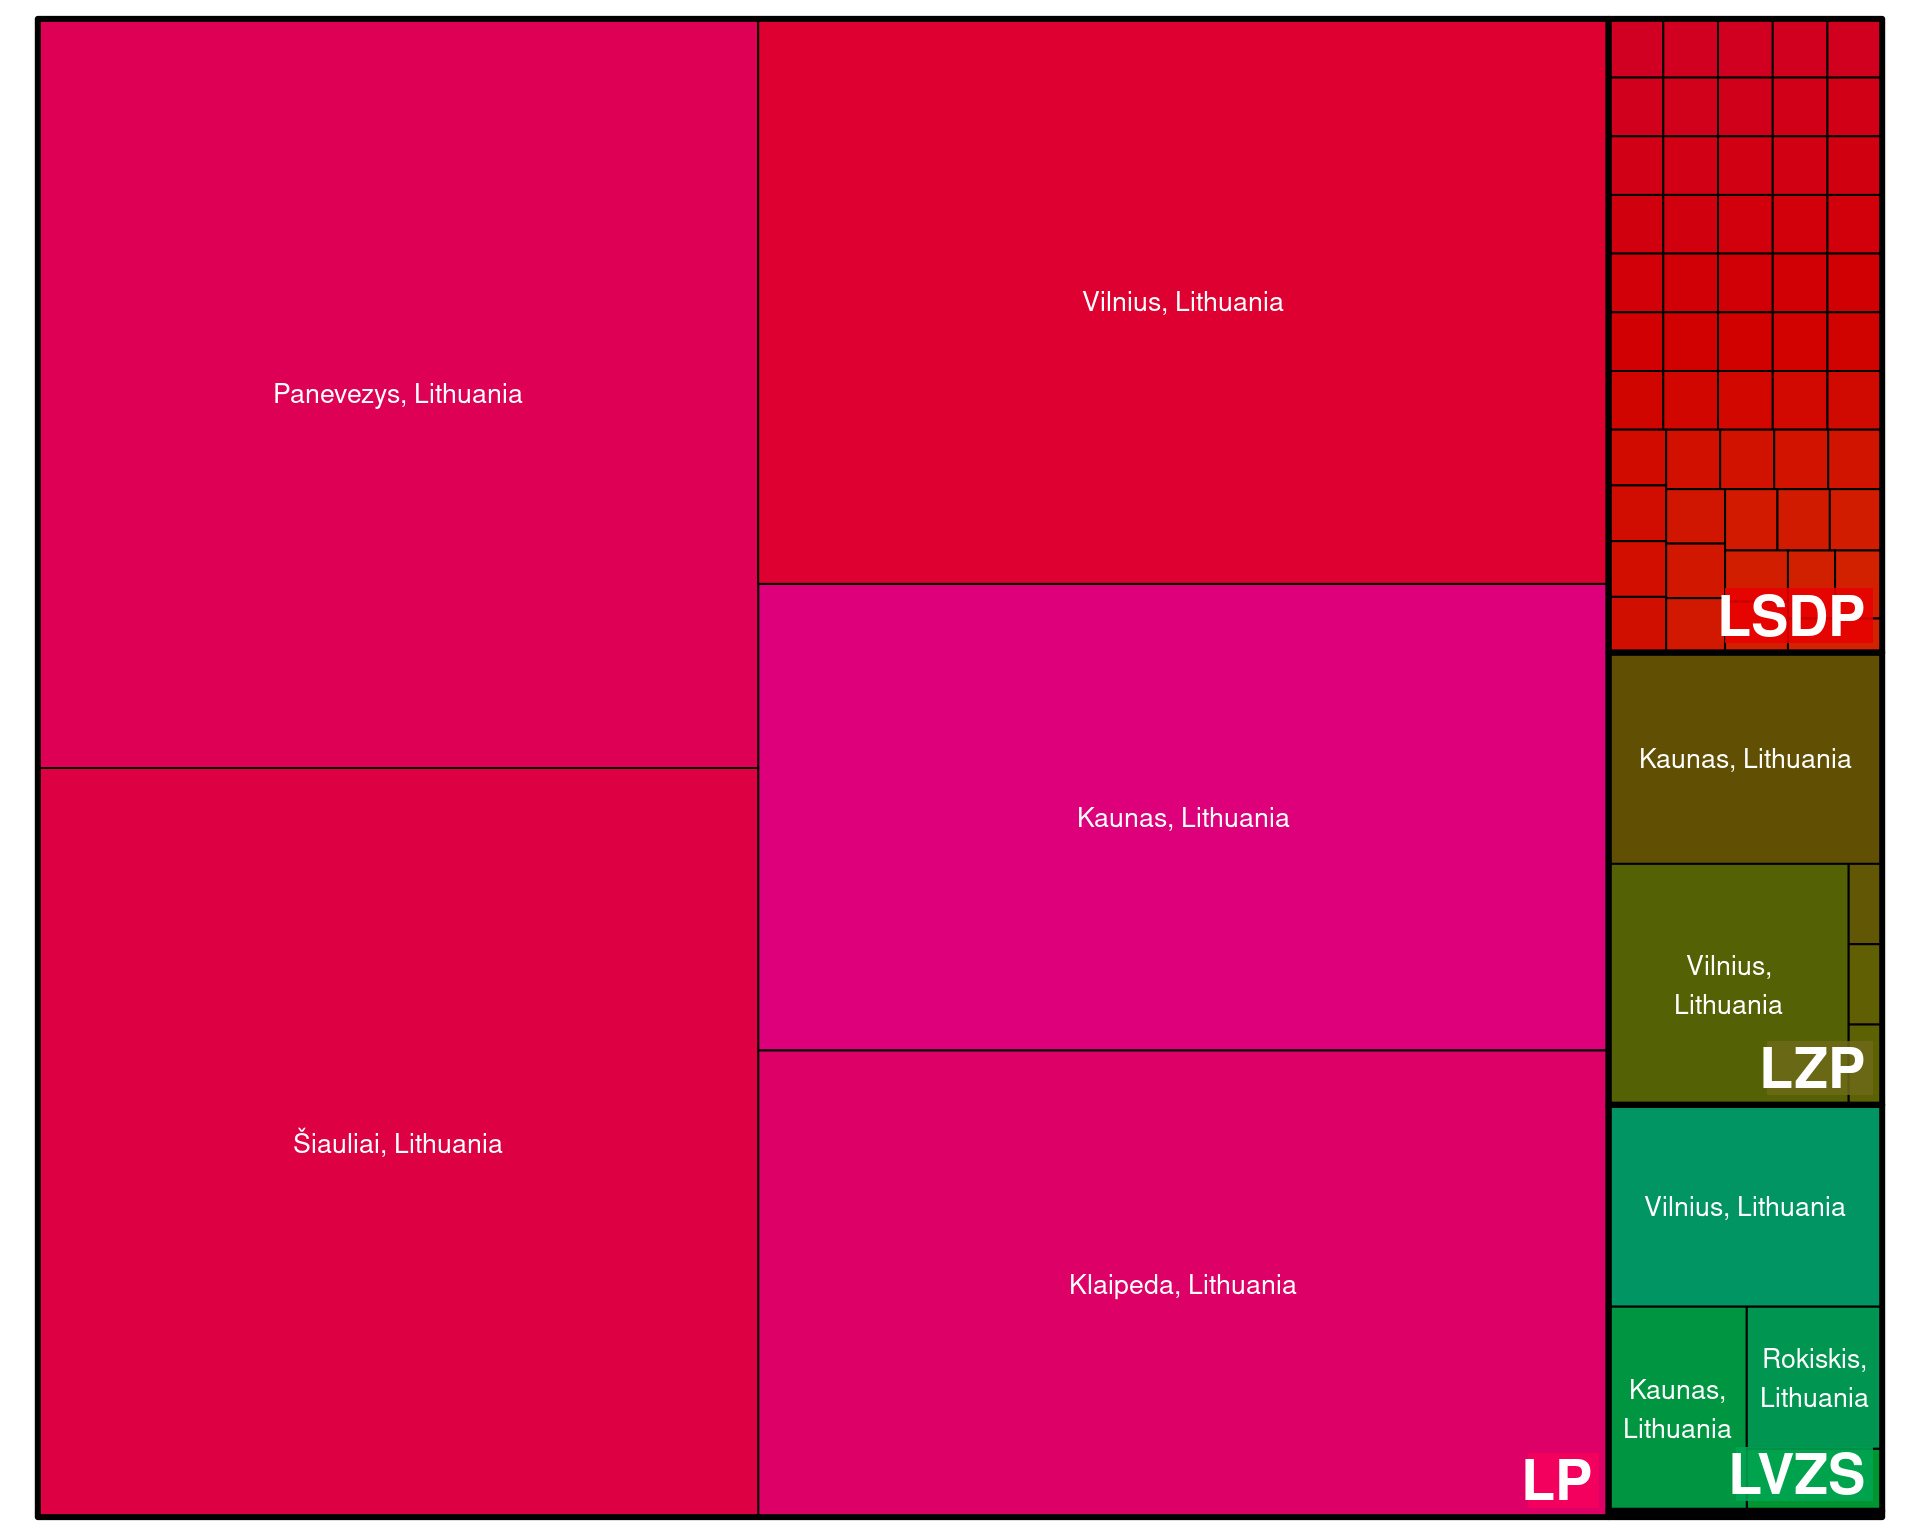 Panevezys, Lithuania
Šiauliai, Lithuania
Vilnius, Lithuania
Kaunas, Lithuania
Klaipeda, Lithuania
LP
LSDP
Kaunas, Lithuania
Vilnius,
Lithuania
LZP
Vilnius, Lithuania
Kaunas,
Lithuania
Rokiskis,
Lithuania
LVZS